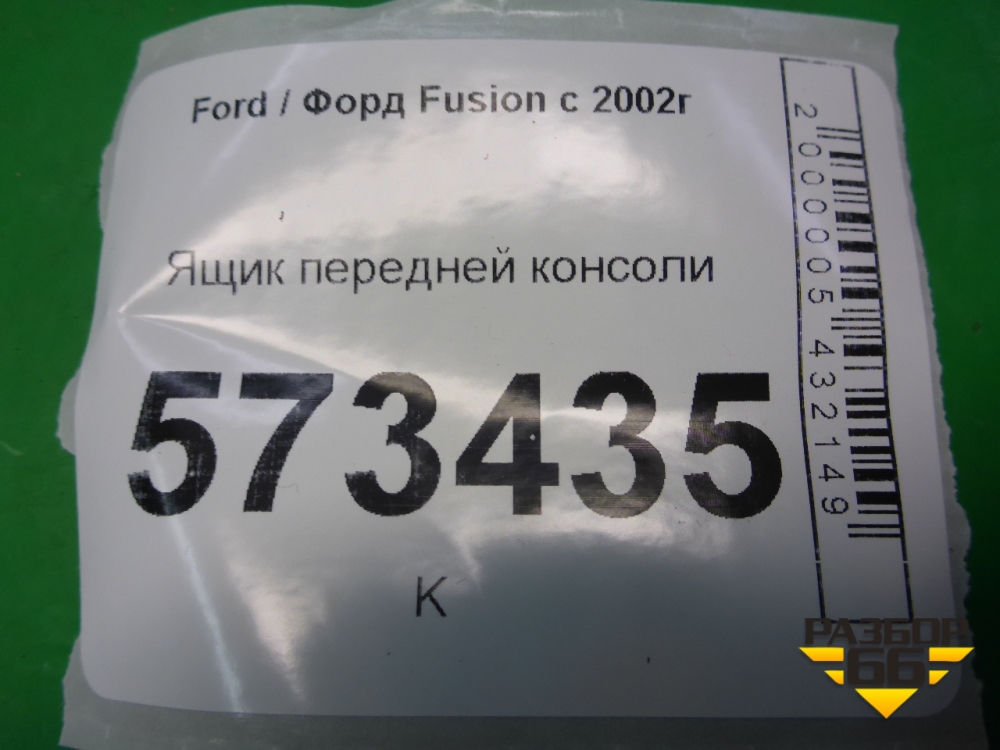 Ford / Форд Fusion с 2002г
Ящик передней консоли
573435
К
2000005432149
РАЗБОР
66